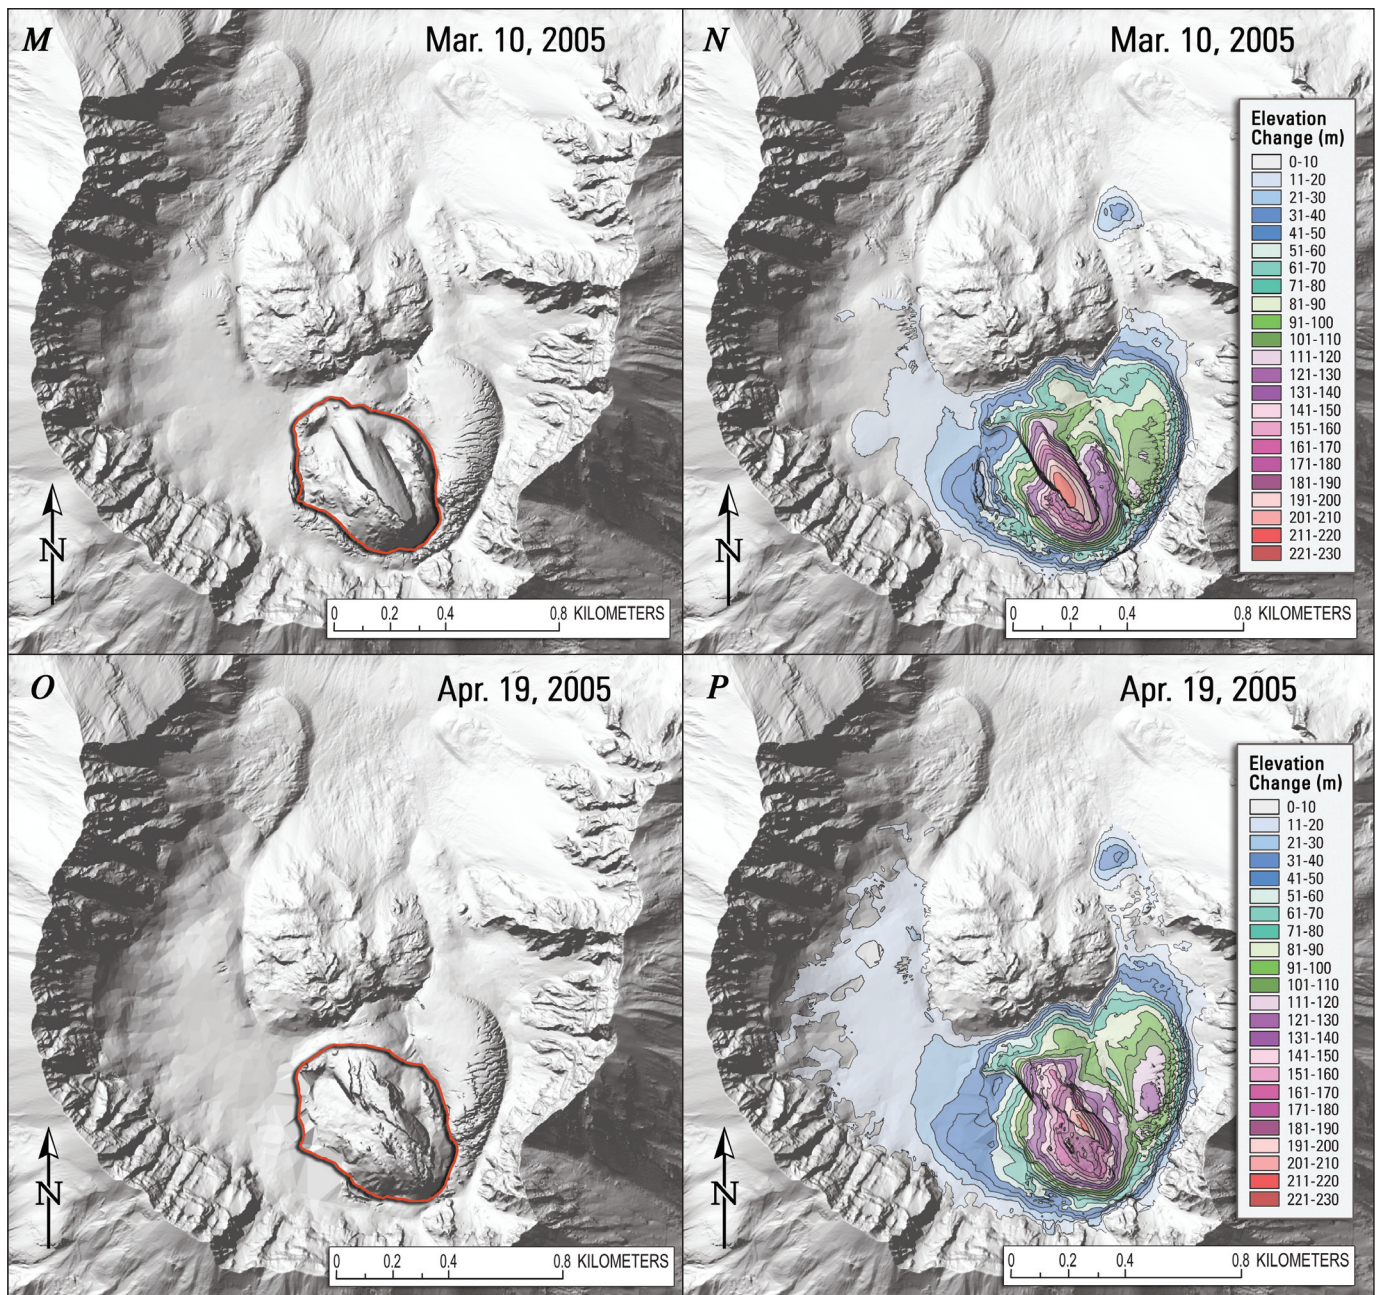 M
Mar. 10, 2005
N
0 0.2 0.4 0.8 KILOMETERS
N
Mar. 10, 2005
Elevation
Change (m)
0-10
11-20
21-30
31-40
41-50
51-60
61-70
71-80
81-90
91-100
101-110
111-120
121-130
131-140
141-150
151-160
161-170
171-180
181-190
191-200
201-210
211-220
221-230
N
0 0.2 0.4 0.8 KILOMETERS
O
Apr. 19, 2005
N
0 0.2 0.4 0.8 KILOMETERS
P
Apr. 19, 2005
Elevation
Change (m)
0-10
11-20
21-30
31-40
41-50
51-60
61-70
71-80
81-90
91-100
101-110
111-120
121-130
131-140
141-150
151-160
161-170
171-180
181-190
191-200
201-210
211-220
221-230
N
0 0.2 0.4 0.8 KILOMETERS